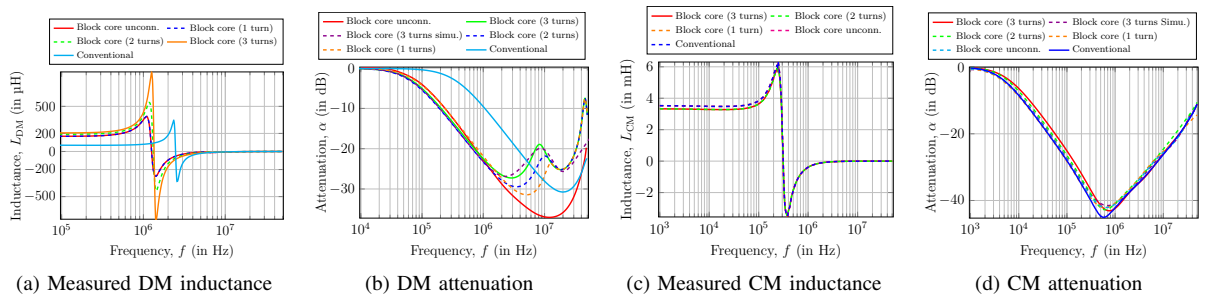 Block core unconn.
Block core (1 turn)
Block core (2 turns)
Block core (3 turns)
Conventional
Inductance, L_DM (in µH)
500
200
0
−200
−500
10^5
10^6
10^7
Frequency, f (in Hz)
(a) Measured DM inductance
Block core unconn.
Block core (3 turns)
Block core (3 turns simu.)
Block core (2 turns)
Block core (1 turns)
Conventional
Attenuation, α (in dB)
0
−10
−20
−30
10^4
10^5
10^6
10^7
Frequency, f (in Hz)
(b) DM attenuation
Block core (3 turns)
Block core (2 turns)
Block core (1 turn)
Block core unconn.
Conventional
Inductance, L_CM (in mH)
6
4
2
0
−2
10^3
10^4
10^5
10^6
10^7
Frequency, f (in Hz)
(c) Measured CM inductance
Block core (3 turns)
Block core (3 turns Simu.)
Block core (2 turns)
Block core (1 turn)
Block core unconn.
Conventional
Attenuation, α (in dB)
0
−20
−40
10^3
10^4
10^5
10^6
10^7
Frequency, f (in Hz)
(d) CM attenuation